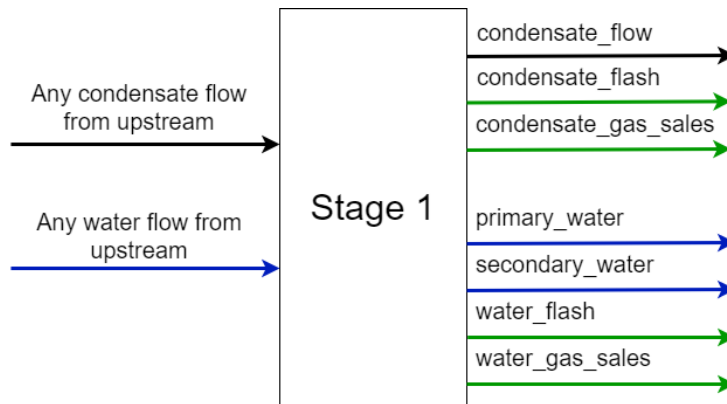 Any condensate flow
from upstream
Any water flow from
upstream
Stage 1
condensate_flow
condensate_flash
condensate_gas_sales
primary_water
secondary_water
water_flash
water_gas_sales